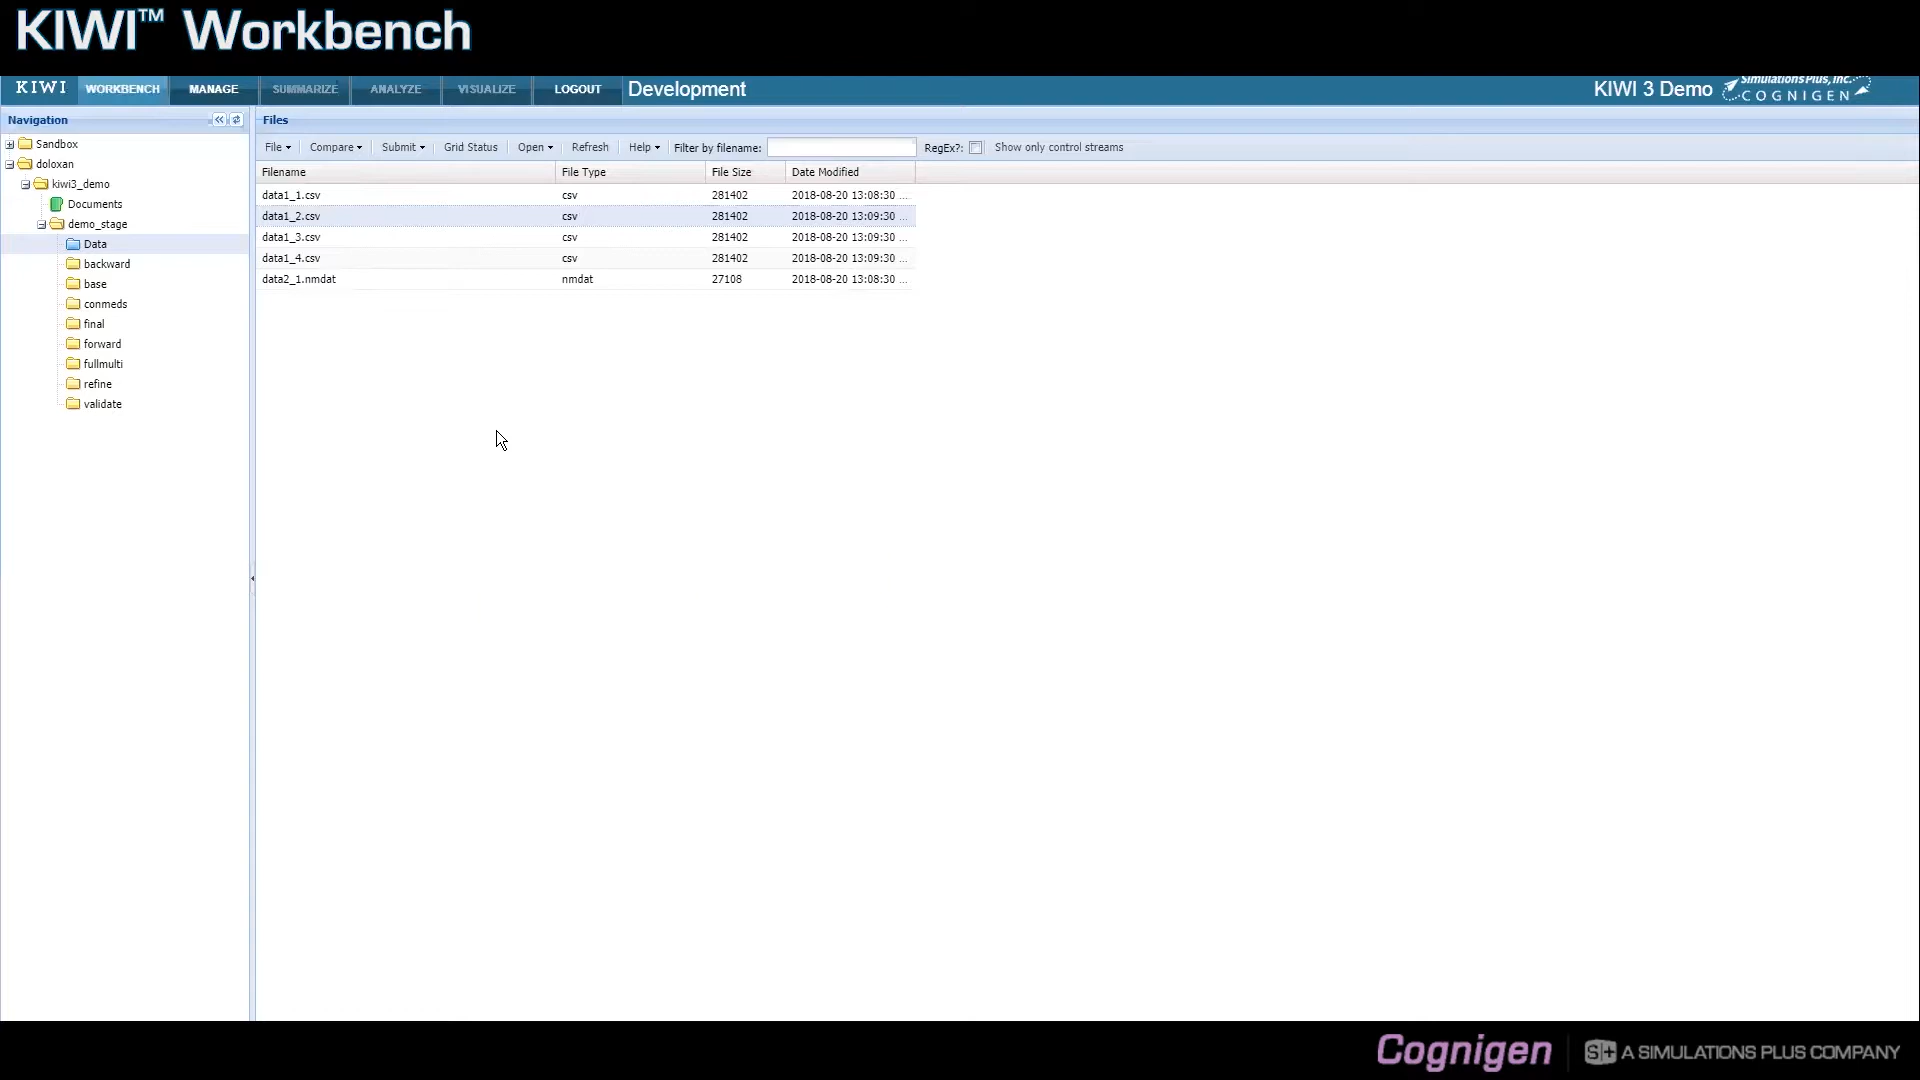 KIWI™ Workbench
KIWI WORKBENCH MANAGE SUMMARIZE ANALYZE VISUALIZE LOGOUT Development KIWI 3 Demo Simulations Plus, Inc.
COGNIGEN
Navigation Files
File Compare Submit Grid Status Open Refresh Help Filter by filename: RegEx?: Show only control streams
Filename File Type File Size Date Modified
data1_1.csv csv 281402 2018-08-20 13:08:30 ...
data1_2.csv csv 281402 2018-08-20 13:09:30 ...
data1_3.csv csv 281402 2018-08-20 13:09:30 ...
data1_4.csv csv 281402 2018-08-20 13:09:30 ...
data2_1.nmdat nmdat 27108 2018-08-20 13:08:30 ...
Sandbox
doloxan
kiwi3_demo
Documents
demo_stage
Data
backward
base
conmeds
final
forward
fullmulti
refine
validate
Cognigen S+ A SIMULATIONS PLUS COMPANY